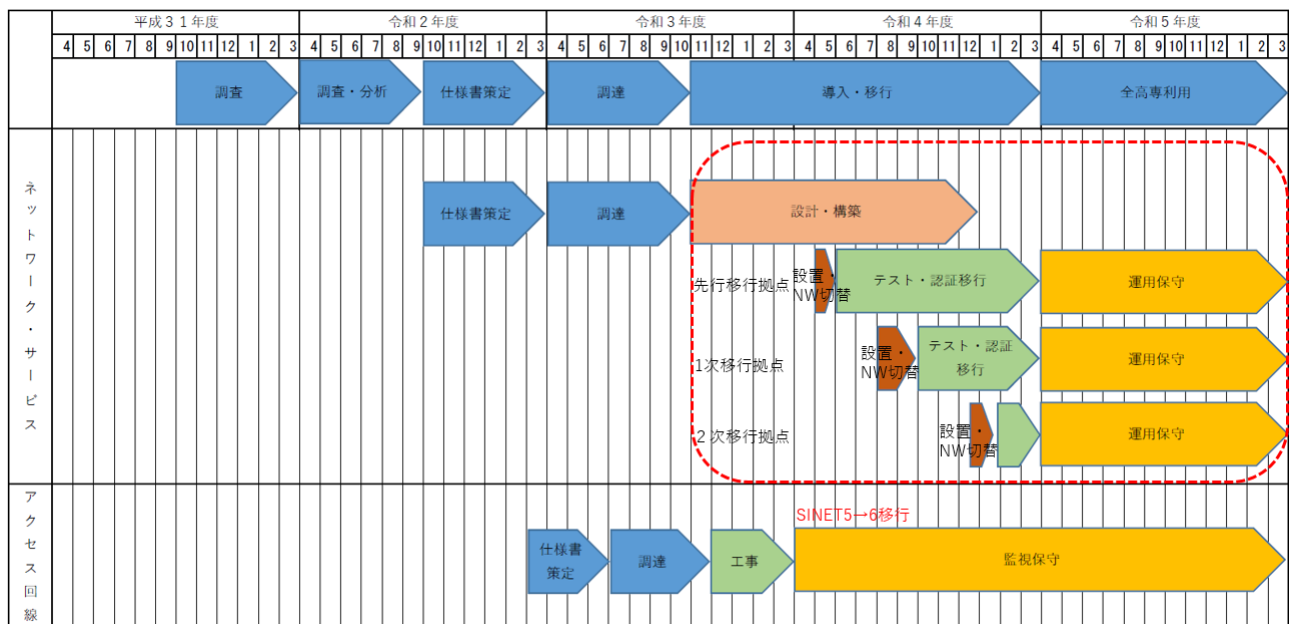 平成３１年度 令和２年度 令和３年度 令和４年度 令和５年度
4 5 6 7 8 9 10 11 12 1 2 3 4 5 6 7 8 9 10 11 12 1 2 3 4 5 6 7 8 9 10 11 12 1 2 3 4 5 6 7 8 9 10 11 12 1 2 3 4 5 6 7 8 9 10 11 12 1 2 3
調査 調査・分析 仕様書策定 調達 導入・移行 全高専利用
ネットワーク・サービス
仕様書策定 調達 設計・構築
先行移行拠点
設置・
NW切替
テスト・認証移行
運用保守
1次移行拠点
設置・
NW切替
テスト・認証
移行
運用保守
２次移行拠点
設置・
NW切替
運用保守
アクセス回線
SINET5→6移行
仕様書
策定
調達
工事
監視保守